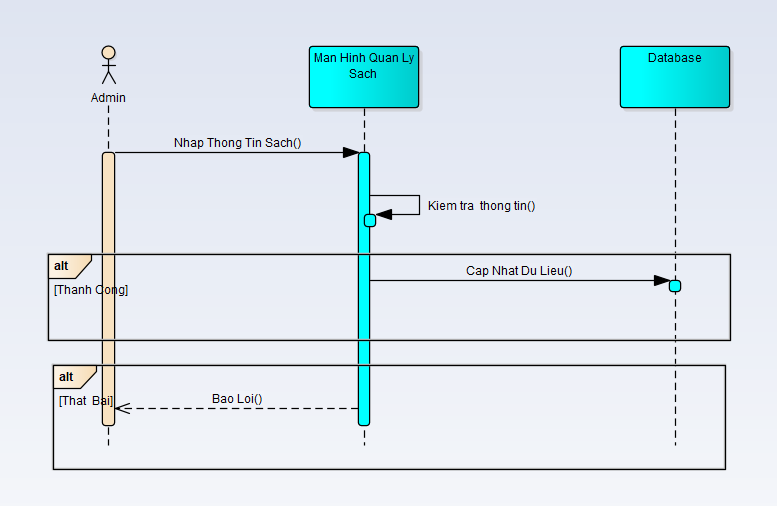 Admin
Man Hinh Quan Ly
Sach
Database
Nhap Thong Tin Sach()
Kiem tra thong tin()
alt
[Thanh Cong]
Cap Nhat Du Lieu()
alt
[That Bai]
Bao Loi()